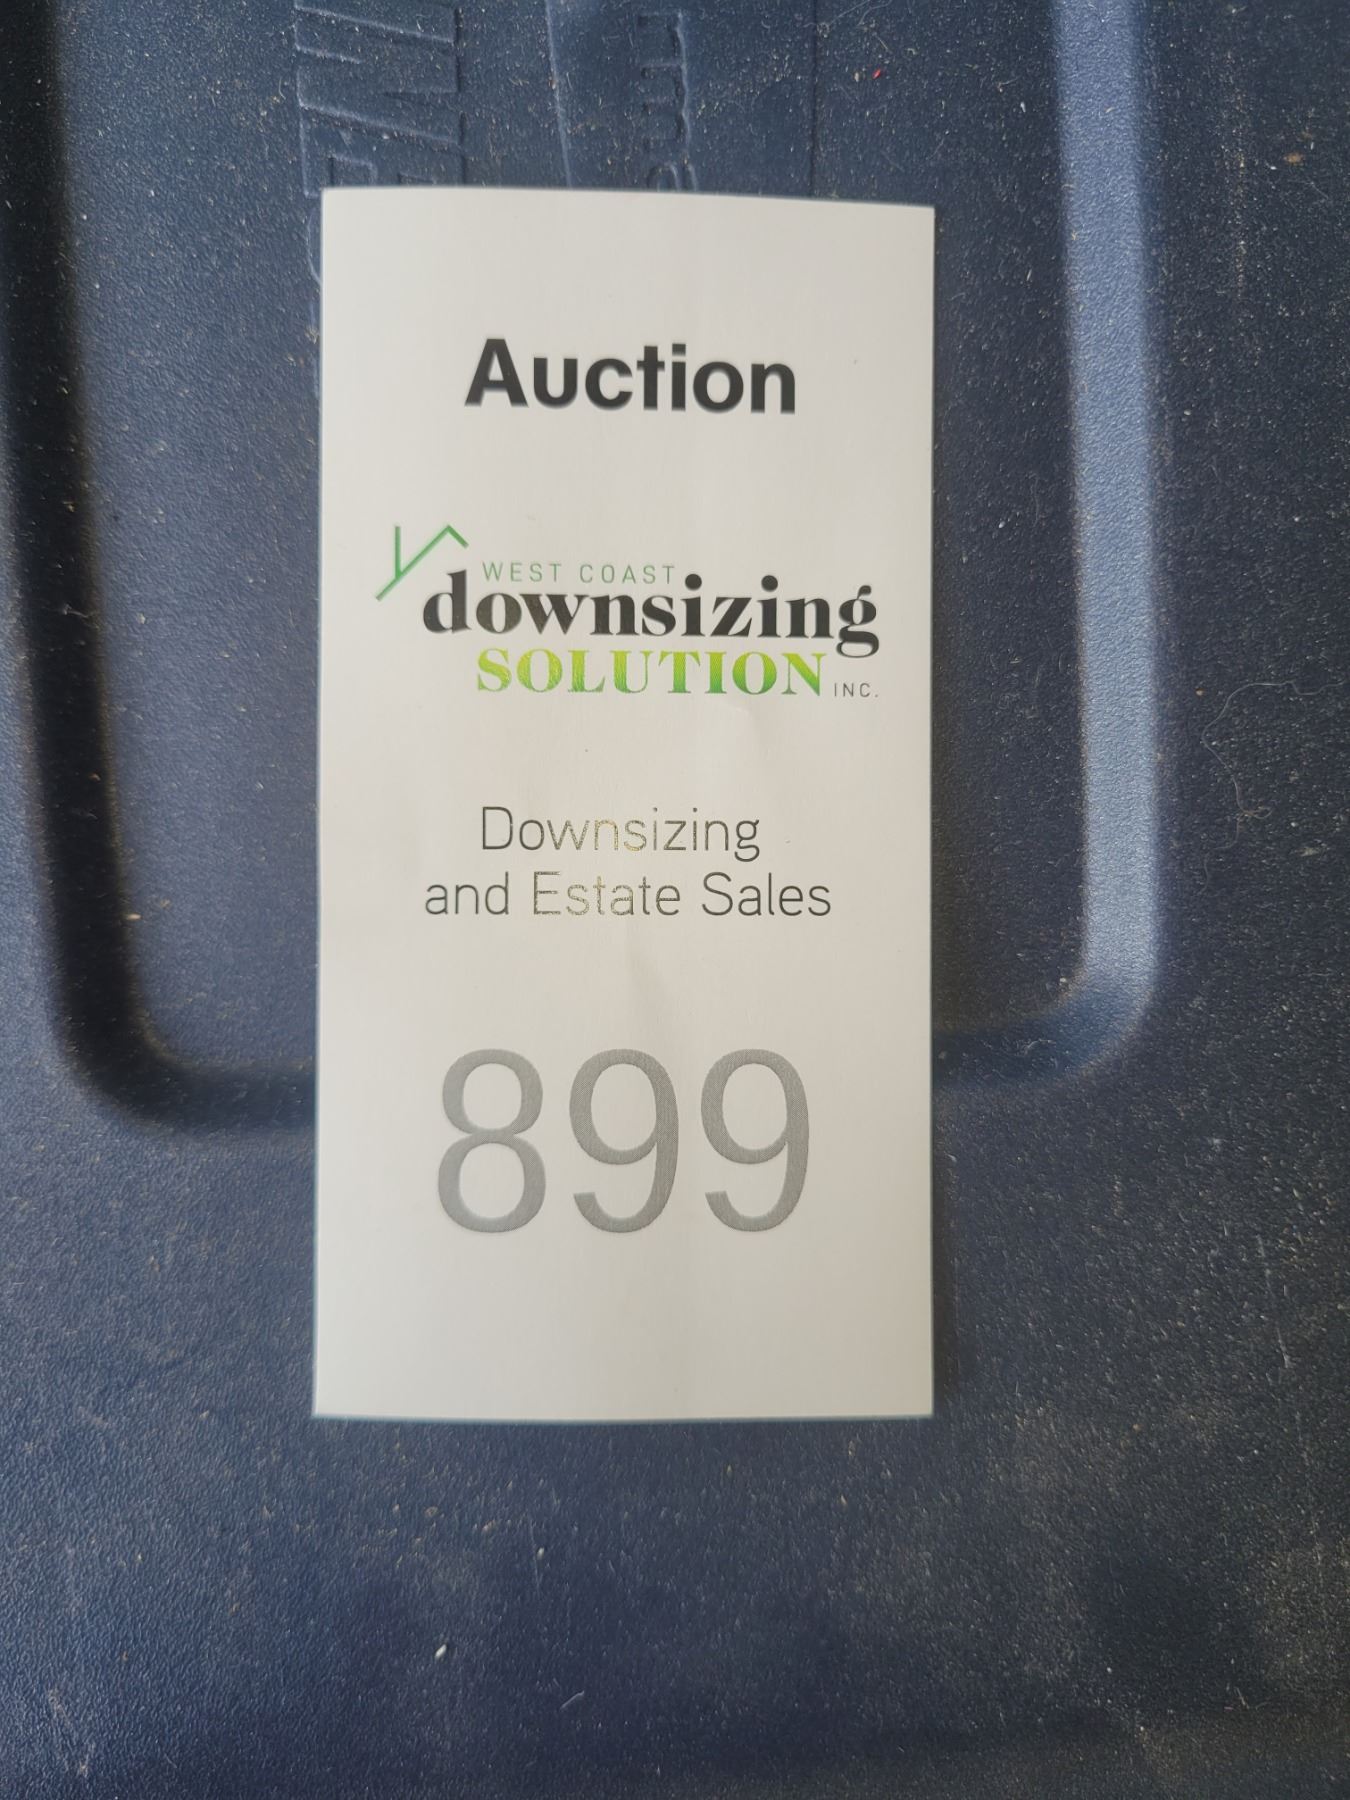 Auction
WEST COAST
downsizing
SOLUTION INC.
Downsizing
and Estate Sales
899